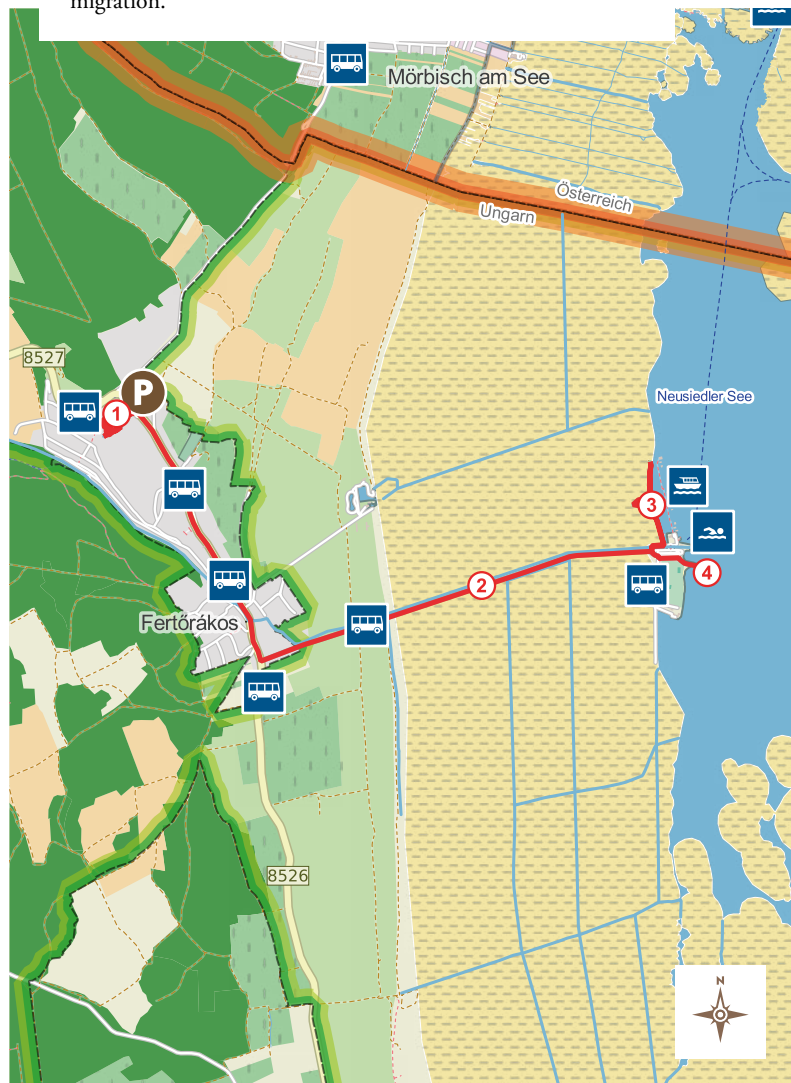 migration.
Mörbisch am See
Österreich
Ungarn
8527
P
1
Neusiedler See
3
2
4
Fertőrákos
8526
N